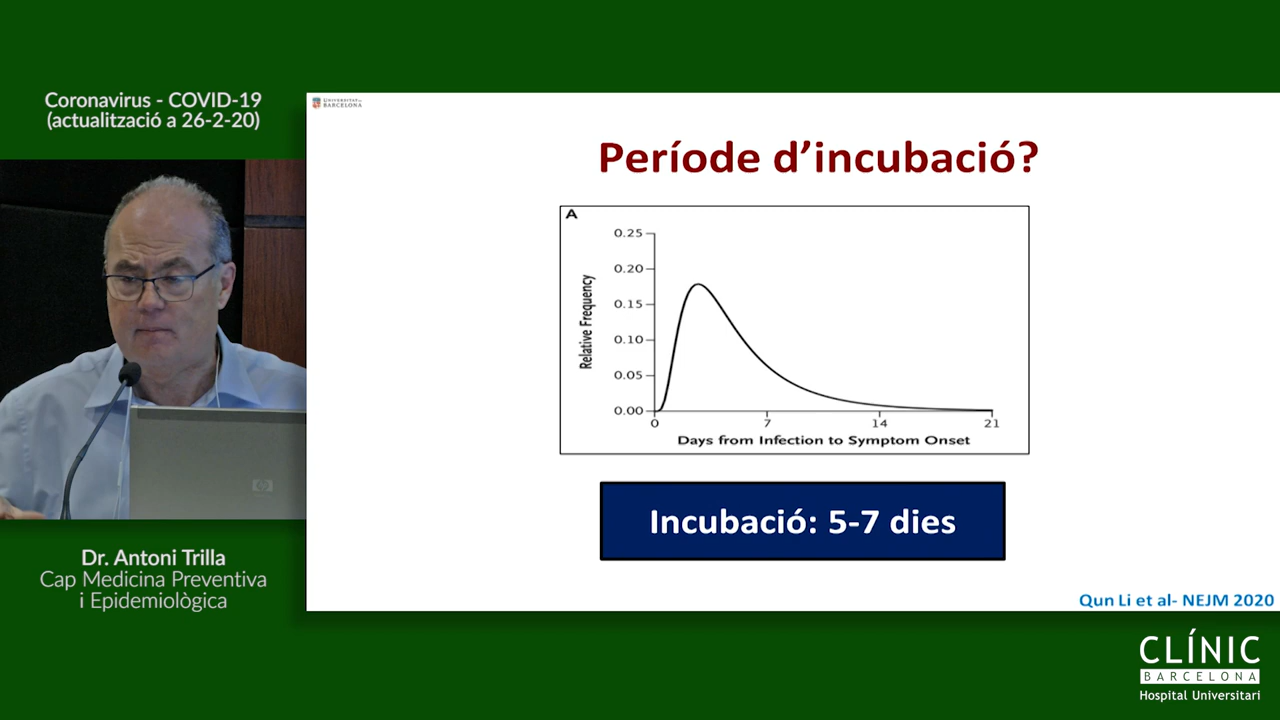 Coronavirus - COVID-19
(actualització a 26-2-20)
UNIVERSITAT DE
BARCELONA
Període d'incubació?
A
0.25
0.20
0.15
0.10
0.05
0.00
Relative Frequency
0 7 14 21
Days from Infection to Symptom Onset
Incubació: 5-7 dies
Qun Li et al- NEJM 2020
hp
Dr. Antoni Trilla
Cap Medicina Preventiva
i Epidemiològica
CLÍNIC
BARCELONA
Hospital Universitari